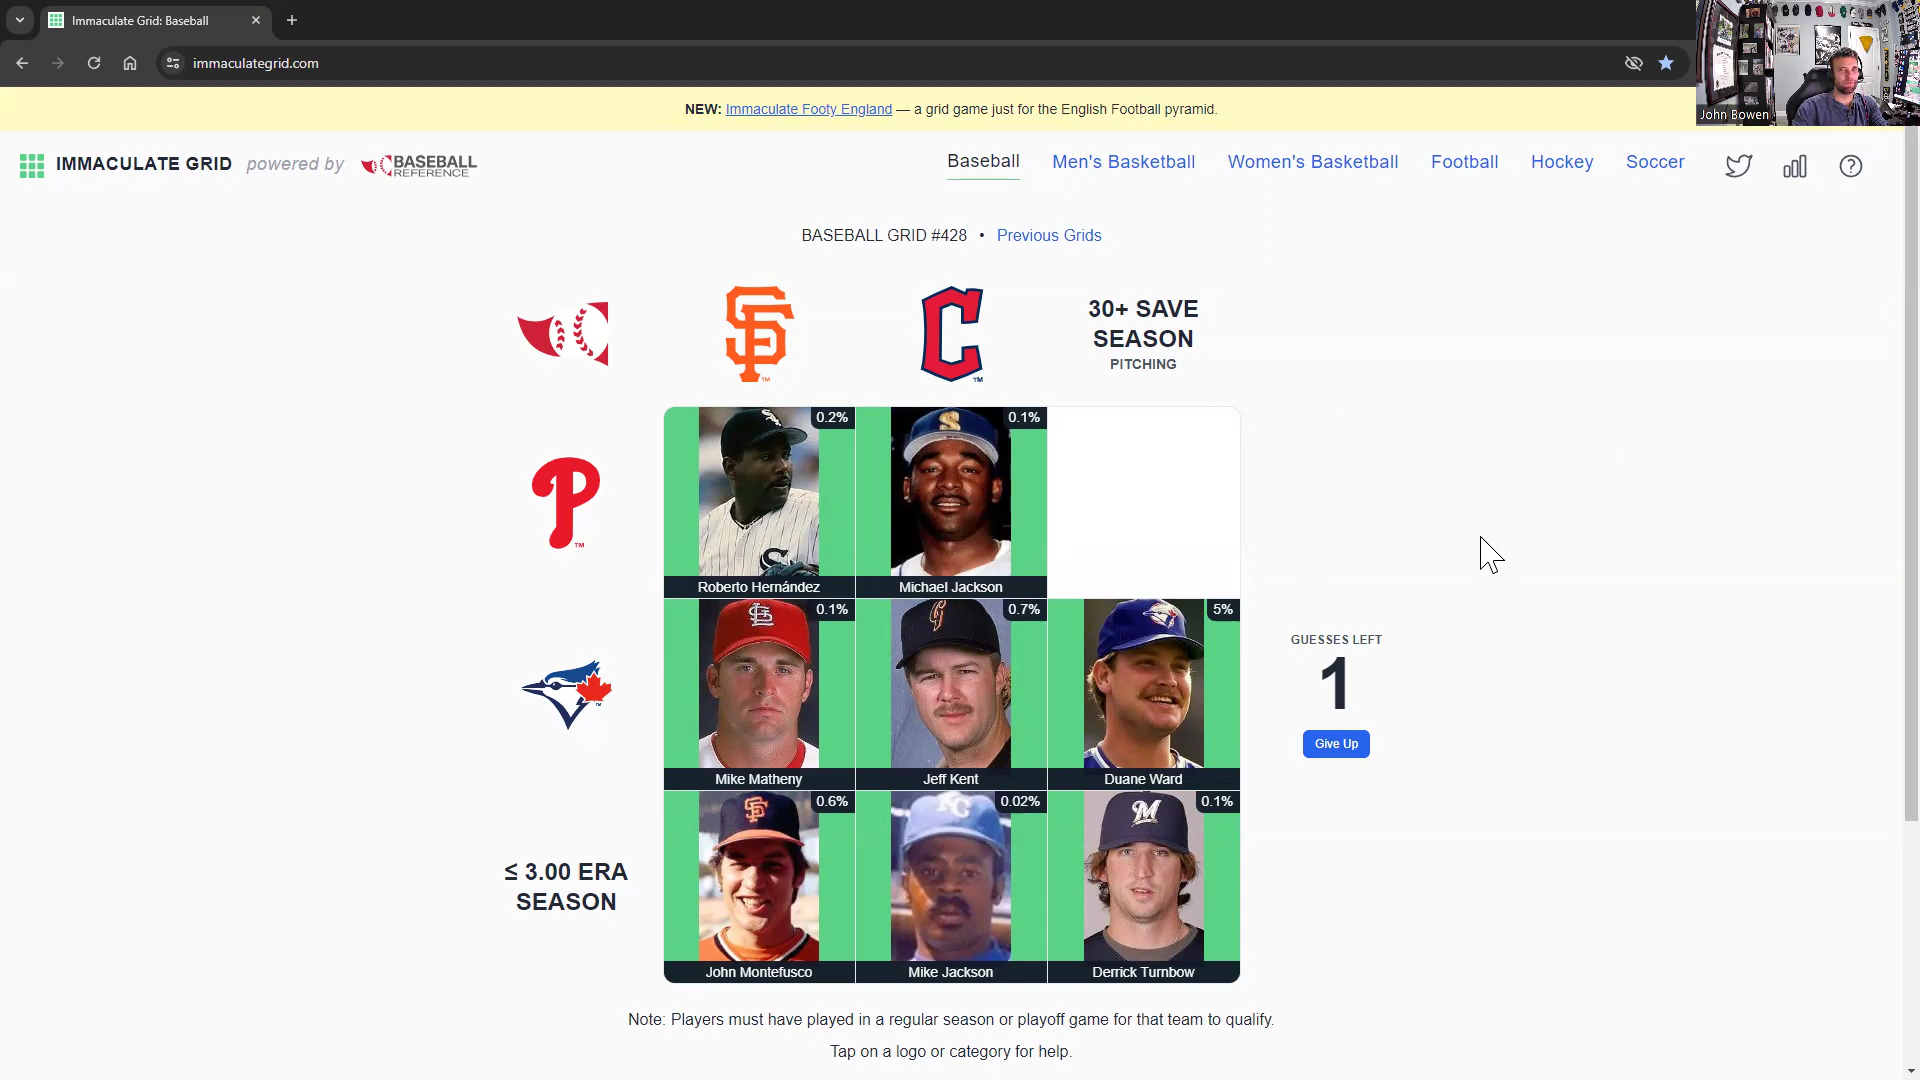 Immaculate Grid: Baseball
immaculategrid.com
John Bowen
NEW: Immaculate Footy England — a grid game just for the English Football pyramid.
IMMACULATE GRID powered by BASEBALL REFERENCE
Baseball Men's Basketball Women's Basketball Football Hockey Soccer
BASEBALL GRID #428 • Previous Grids
30+ SAVE
SEASON
PITCHING
0.2% 0.1%
Roberto Hernández Michael Jackson
0.1% 0.7% 5%
Mike Matheny Jeff Kent Duane Ward
GUESSES LEFT
1
Give Up
≤ 3.00 ERA
SEASON
0.6% 0.02% 0.1%
John Montefusco Mike Jackson Derrick Turnbow
Note: Players must have played in a regular season or playoff game for that team to qualify.
Tap on a logo or category for help.